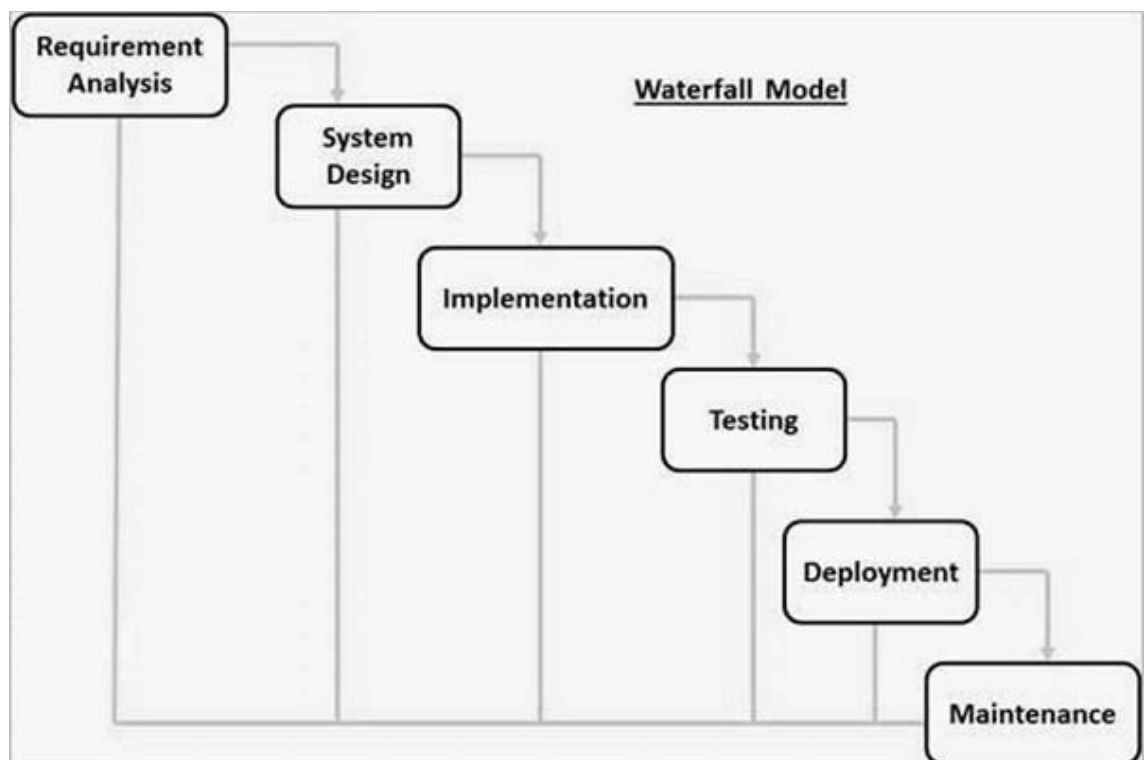 Requirement
Analysis
Waterfall Model
System
Design
Implementation
Testing
Deployment
Maintenance